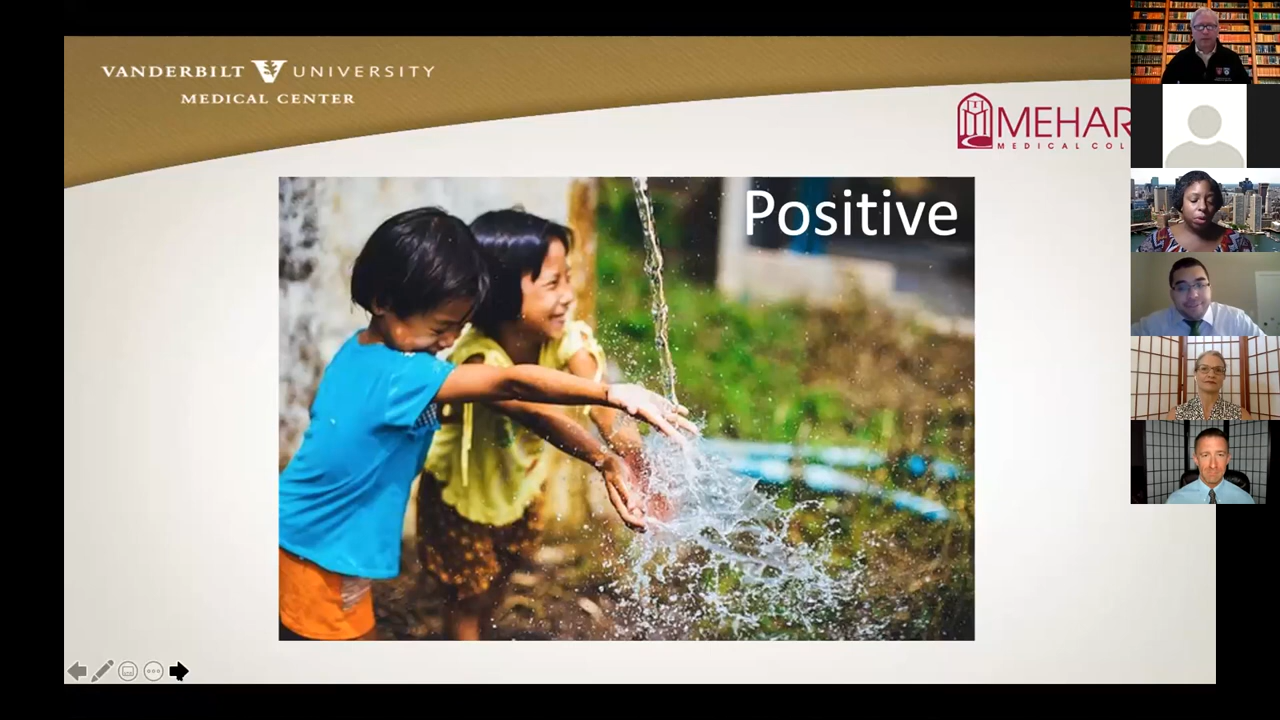 VANDERBILT UNIVERSITY
MEDICAL CENTER
MEHAR
MEDICAL COL
Positive